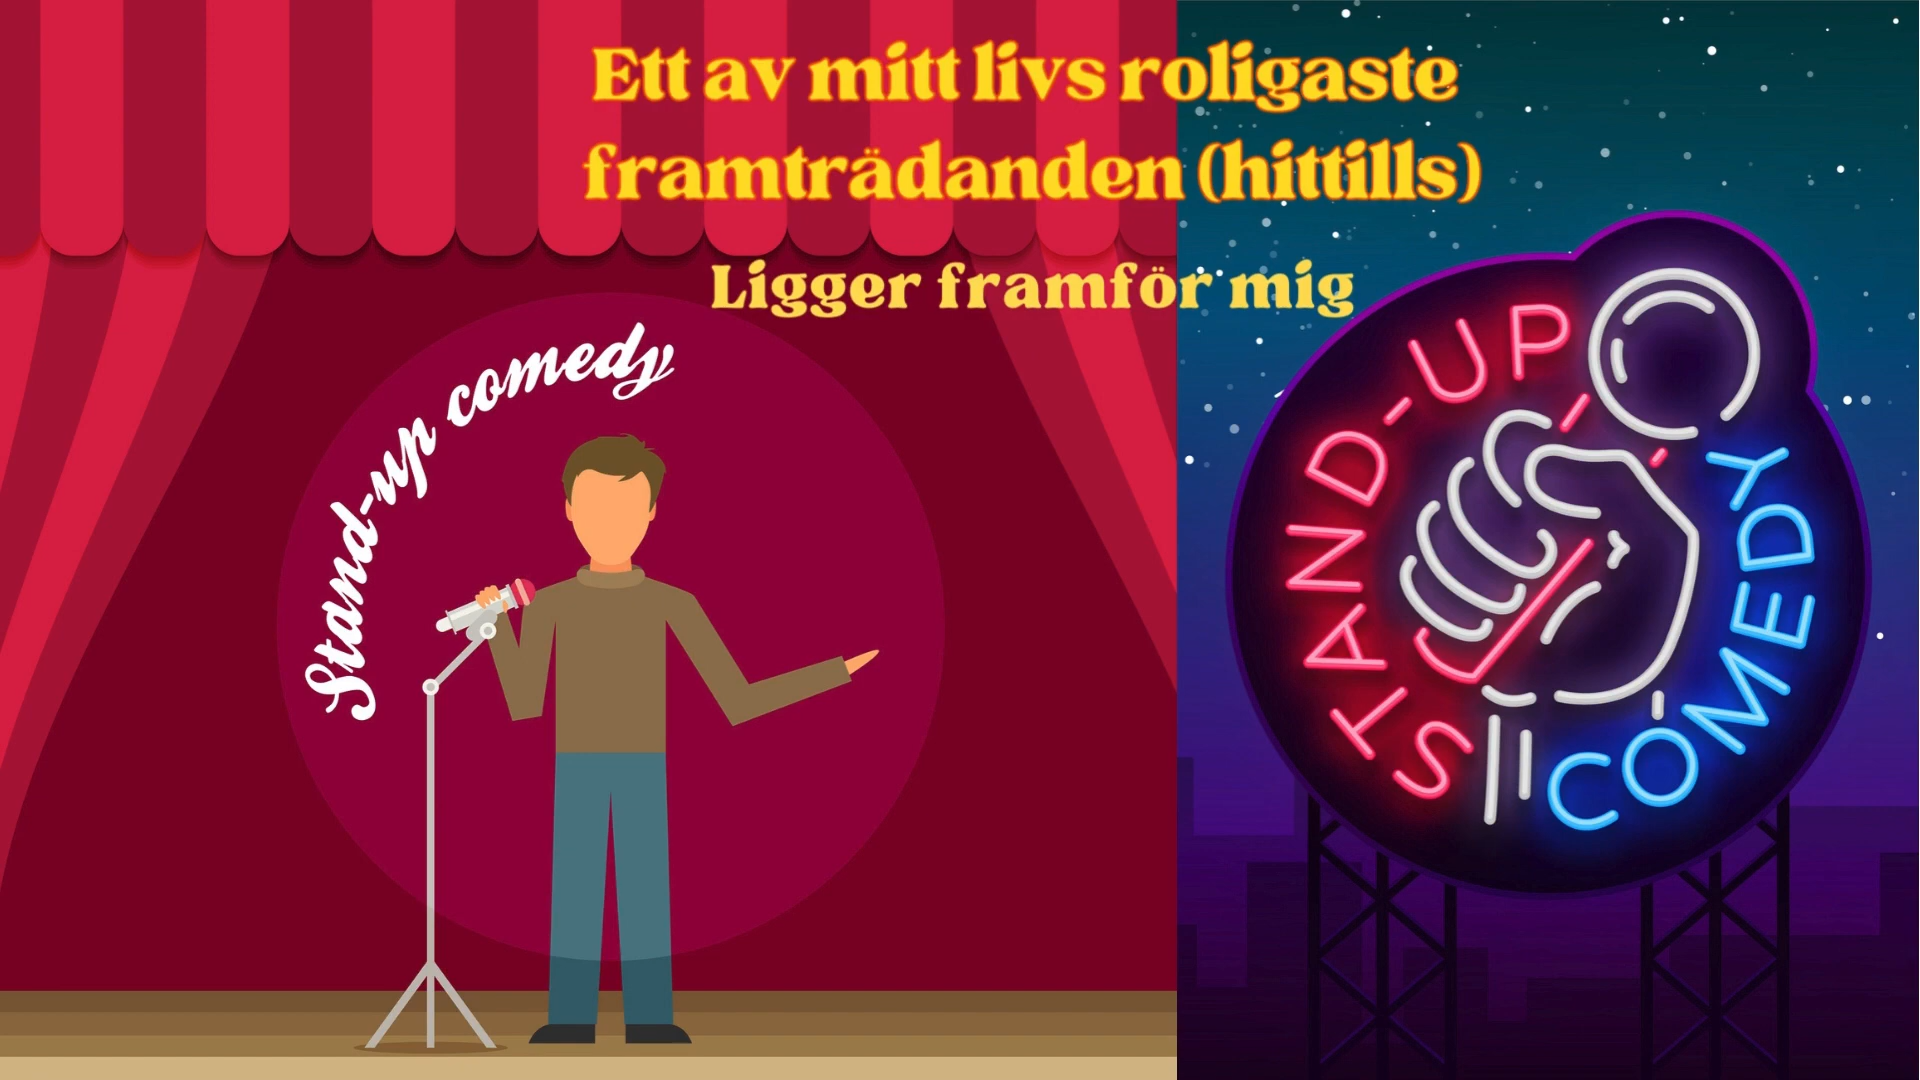 Ett av mitt livs roligaste
framträdanden (hittills)
Ligger framför mig
Stand-up comedy
STAND-UP
COMEDY